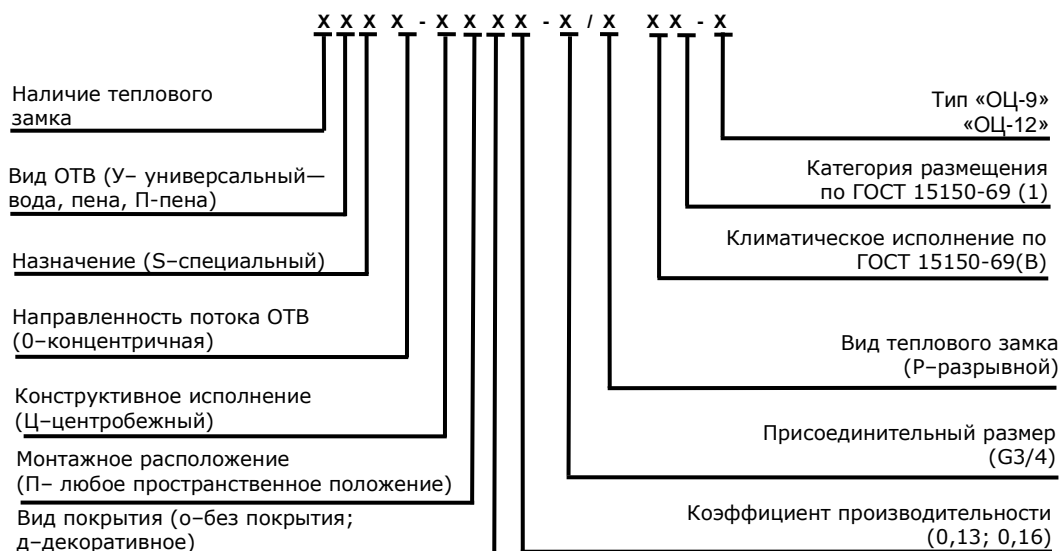 X X X X - X X X X - X / X X X - X
Наличие теплового
замка
Вид ОТВ (У– универсальный—
вода, пена, П-пена)
Назначение (S–специальный)
Направленность потока ОТВ
(0–концентричная)
Конструктивное исполнение
(Ц–центробежный)
Монтажное расположение
(П– любое пространственное положение)
Вид покрытия (о–без покрытия;
д–декоративное)
Тип «ОЦ-9»
«ОЦ-12»
Категория размещения
по ГОСТ 15150-69 (1)
Климатическое исполнение по
ГОСТ 15150-69(В)
Вид теплового замка
(Р–разрывной)
Присоединительный размер
(G3/4)
Коэффициент производительности
(0,13; 0,16)